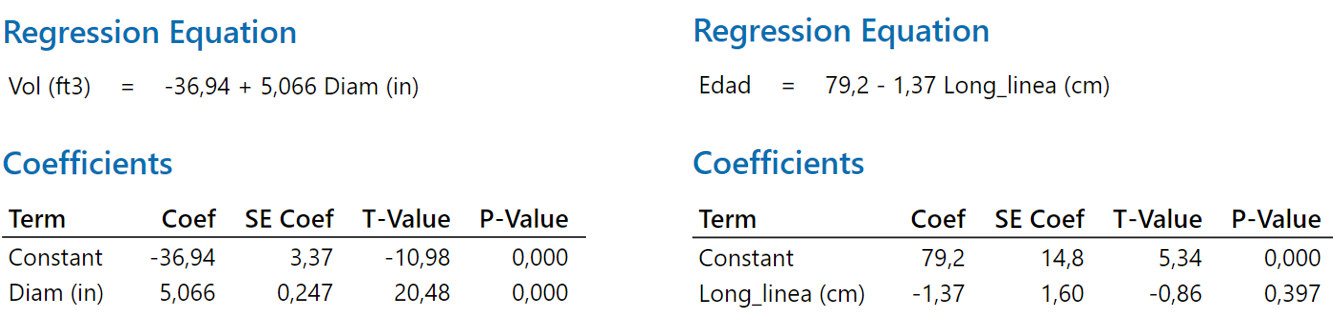 Regression Equation
Vol (ft3) = -36,94 + 5,066 Diam (in)
Coefficients
Term Coef SE Coef T-Value P-Value
Constant -36,94 3,37 -10,98 0,000
Diam (in) 5,066 0,247 20,48 0,000
Regression Equation
Edad = 79,2 - 1,37 Long_linea (cm)
Coefficients
Term Coef SE Coef T-Value P-Value
Constant 79,2 14,8 5,34 0,000
Long_linea (cm) -1,37 1,60 -0,86 0,397